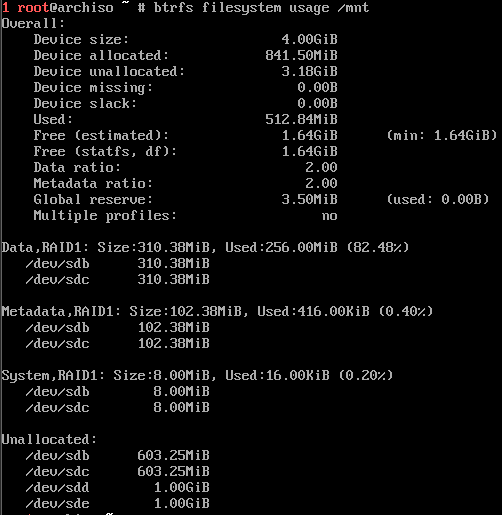 1 root@archiso ~ # btrfs filesystem usage /mnt
Overall:
    Device size:                   4.00GiB
    Device allocated:            841.50MiB
    Device unallocated:            3.18GiB
    Device missing:                  0.00B
    Device slack:                    0.00B
    Used:                        512.84MiB
    Free (estimated):              1.64GiB      (min: 1.64GiB)
    Free (statfs, df):             1.64GiB
    Data ratio:                       2.00
    Metadata ratio:                   2.00
    Global reserve:                3.50MiB      (used: 0.00B)
    Multiple profiles:                  no

Data,RAID1: Size:310.38MiB, Used:256.00MiB (82.48%)
   /dev/sdb      310.38MiB
   /dev/sdc      310.38MiB

Metadata,RAID1: Size:102.38MiB, Used:416.00KiB (0.40%)
   /dev/sdb      102.38MiB
   /dev/sdc      102.38MiB

System,RAID1: Size:8.00MiB, Used:16.00KiB (0.20%)
   /dev/sdb        8.00MiB
   /dev/sdc        8.00MiB

Unallocated:
   /dev/sdb      603.25MiB
   /dev/sdc      603.25MiB
   /dev/sdd        1.00GiB
   /dev/sde        1.00GiB